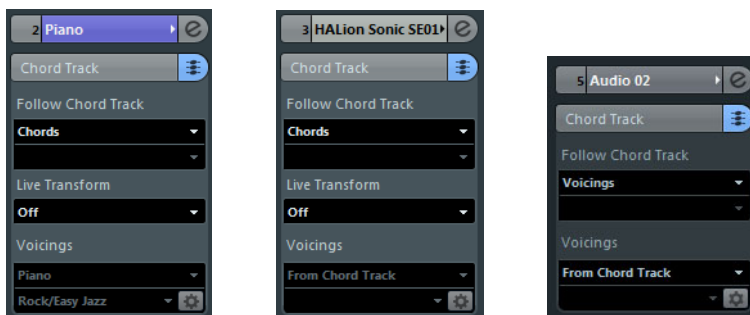 2 Piano
Chord Track
Follow Chord Track
Chords
Live Transform
Off
Voicings
Piano
Rock/Easy Jazz
3 HALion Sonic SE01
Chord Track
Follow Chord Track
Chords
Live Transform
Off
Voicings
From Chord Track
5 Audio 02
Chord Track
Follow Chord Track
Voicings
Voicings
From Chord Track